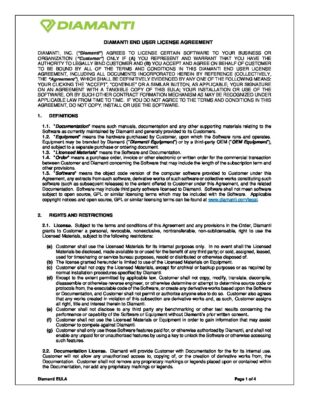 DIAMANTI
DIAMANTI END USER LICENSE AGREEMENT
DIAMANTI, INC. ("Diamanti") AGREES TO LICENSE CERTAIN SOFTWARE TO YOUR BUSINESS OR
ORGANIZATION ("Customer") ONLY IF (A) YOU REPRESENT AND WARRANT THAT YOU HAVE THE
AUTHORITY TO LEGALLY BIND CUSTOMER AND (B) YOU ACCEPT AND AGREE ON BEHALF OF CUSTOMER
TO BE BOUND BY ALL OF THE TERMS AND CONDITIONS IN THIS DIAMANTI END USER LICENSE
AGREEMENT, INCLUDING ALL DOCUMENTS INCORPORATED HEREIN BY REFERENCE (COLLECTIVELY,
THE "Agreement"), WHICH SHALL BE DEFINITIVELY EVIDENCED BY ANY ONE OF THE FOLLOWING MEANS:
YOUR CLICKING THE "ACCEPT", "CONTINUE" OR A SIMILAR BUTTON, AS APPLICABLE; YOUR SIGNATURE
ON AN AGREEMENT WITH A TANGIBLE COPY OF THIS EULA; YOUR INSTALLATION OR USE OF THE
SOFTWARE; OR BY SUCH OTHER CONTRACT FORMATION MECHANISM AS MAY BE RECOGNIZED UNDER
APPLICABLE LAW FROM TIME TO TIME. IF YOU DO NOT AGREE TO THE TERMS AND CONDITIONS IN THIS
AGREEMENT, DO NOT COPY, INSTALL OR USE THE SOFTWARE.
1. DEFINITIONS
1.1. "Documentation" means such manuals, documentation and any other supporting materials relating to the
Software as currently maintained by Diamanti and generally provided to its Customers.
1.2. "Equipment" means the hardware purchased by Customer, upon which the Software runs and operates.
Equipment may be branded by Diamanti ("Diamanti Equipment") or by a third-party OEM ("OEM Equipment"),
and subject to a separate purchase or ordering document.
1.3. "Licensed Materials" means the Software and Documentation.
1.4. "Order" means a purchase order, invoice or other electronic or written order for the commercial transaction
between Customer and Diamanti concerning the Software that may include the length of the subscription term and
other provisions.
1.5. "Software" means the object code version of the computer software provided to Customer under this
Agreement, any extracts from such software, derivative works of such software or collective works constituting such
software (such as subsequent releases) to the extent offered to Customer under this Agreement, and the related
Documentation. Software may include third party software licensed to Diamanti. Software shall not mean software
subject to open source, GPL or similar licensing terms which may be included with the Software. Applicable
copyright notices and open source, GPL or similar licensing terms can be found at www.diamanti.com/legal.
2. RIGHTS AND RESTRICTIONS
2.1. License. Subject to the terms and conditions of this Agreement and any provisions in the Order, Diamanti
grants to Customer a personal, revocable, nonexclusive, nontransferable, non-sublicensable, right to use the
Licensed Materials, subject to the following restrictions:
(a) Customer shall use the Licensed Materials for its internal purposes only. In no event shall the Licensed
Materials be disclosed, made available to or used for the benefit of any third party; or sold, assigned, leased,
used for timesharing or service bureau purposes, resold or distributed or otherwise disposed of.
(b) The license granted hereunder is limited to use of the Licensed Materials on the Equipment.
(c) Customer shall not copy the Licensed Materials, except for archival or backup purposes or as required by
normal installation procedures specified by Diamanti.
(d) Except to the extent permitted by applicable law, Customer shall not copy, modify, translate, decompile,
disassemble or otherwise reverse engineer, or otherwise determine or attempt to determine source code or
protocols from, the executable code of the Software, or create any derivative works based upon the Software
or Documentation, and Customer shall not permit or authorize anyone else to do so. Customer also agrees
that any works created in violation of this subsection are derivative works and, as such, Customer assigns
all right, title and interest therein to Diamanti.
(e) Customer shall not disclose to any third party any benchmarking or other test results concerning the
performance or capability of the Software or Equipment without Diamanti's prior written consent.
(f) Customer shall not use the Licensed Materials or Equipment in order to gain information that may assist
Customer to compete against Diamanti.
(g) Customer shall only use those Software features paid for, or otherwise authorized by Diamanti, and shall not
enable any unpaid for or unauthorized features by using a key to unlock the Software or otherwise accessing
such features.
2.2. Documentation License. Diamanti will provide Customer with Documentation for the its internal use.
Customer will not allow any unauthorized access to, copying of, or the creation of derivative works from, the
Documentation. Customer shall not remove any proprietary markings or legends placed upon or contained within
the Documentation, nor add any proprietary markings or legends.
Diamanti EULA Page 1 of 4